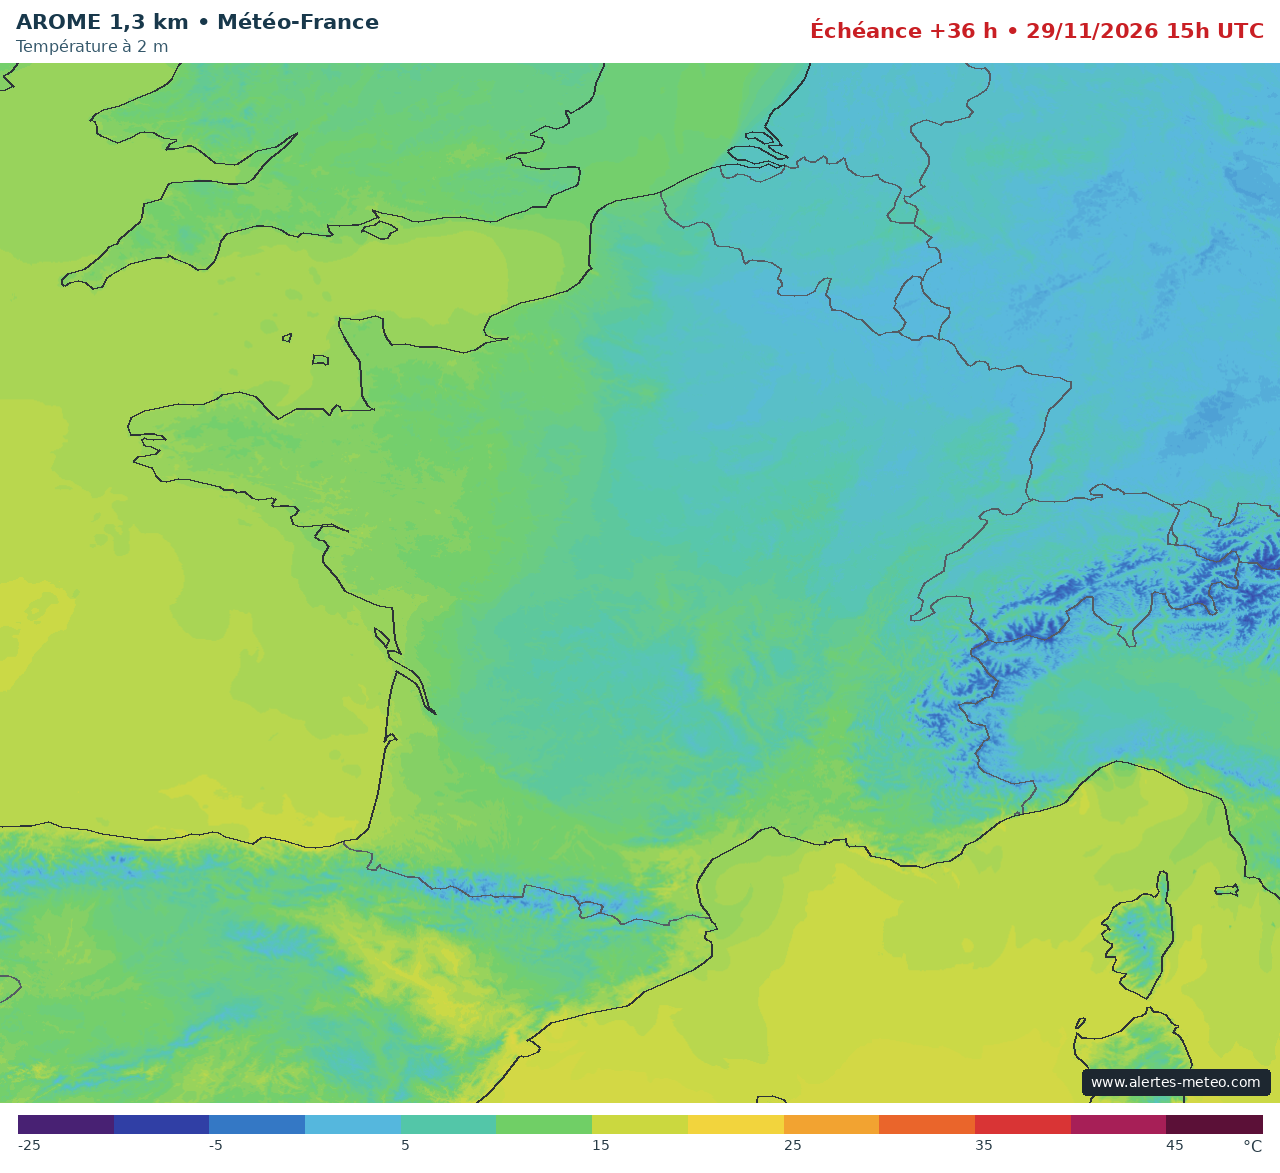 AROME 1,3 km • Météo-France
Température à 2 m
Échéance +36 h • 29/11/2026 15h UTC
www.alertes-meteo.com
-25 -5 5 15 25 35 45 °C